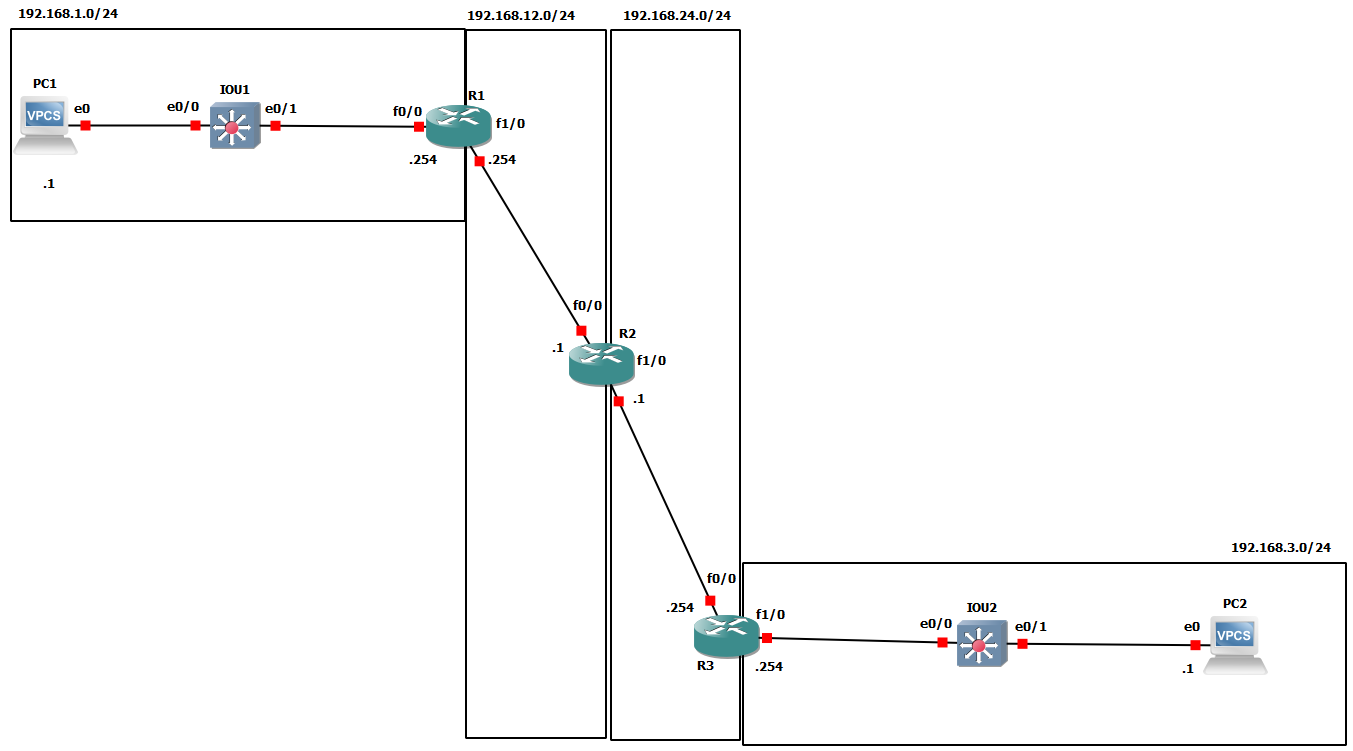 192.168.1.0/24
192.168.12.0/24
192.168.24.0/24
PC1
VPCS
e0
e0/0
IOU1
e0/1
f0/0
R1
f1/0
.254
.254
.1
f0/0
R2
.1
f1/0
.1
192.168.3.0/24
f0/0
.254
f1/0
R3
.254
e0/0
IOU2
e0/1
e0
PC2
VPCS
.1